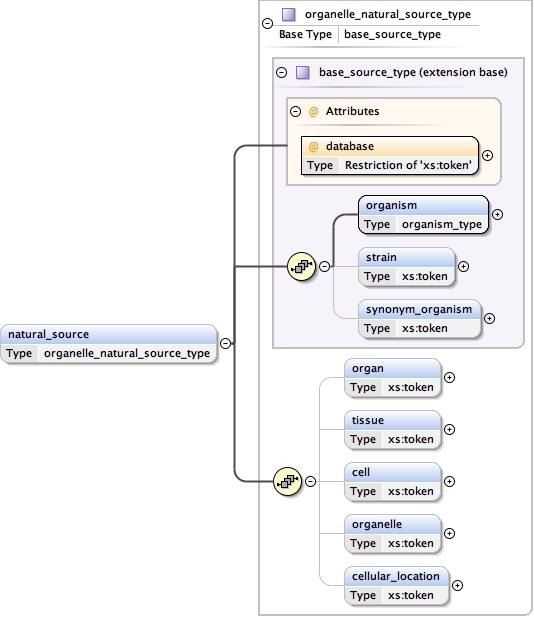 organelle_natural_source_type
Base Type base_source_type
base_source_type (extension base)
@ Attributes
@ database
Type Restriction of 'xs:token'
organism
Type organism_type
strain
Type xs:token
synonym_organism
Type xs:token
natural_source
Type organelle_natural_source_type
organ
Type xs:token
tissue
Type xs:token
cell
Type xs:token
organelle
Type xs:token
cellular_location
Type xs:token